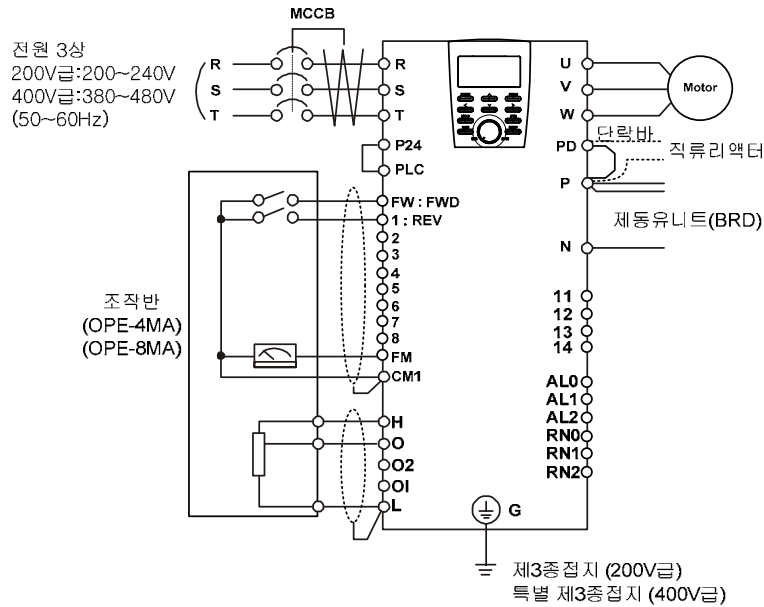 MCCB
전원 3상
200V급:200~240V
400V급:380~480V
(50~60Hz)
R
S
T
R
S
T
P24
PLC
FW : FWD
1 : REV
2
3
4
5
6
7
8
FM
CM1
H
O
O2
OI
L
조작반
(OPE-4MA)
(OPE-8MA)
U
V
W
Motor
PD
단락바
직류리액터
P
제동유니트(BRD)
N
11
12
13
14
AL0
AL1
AL2
RN0
RN1
RN2
G
제3종접지 (200V급)
특별 제3종접지 (400V급)